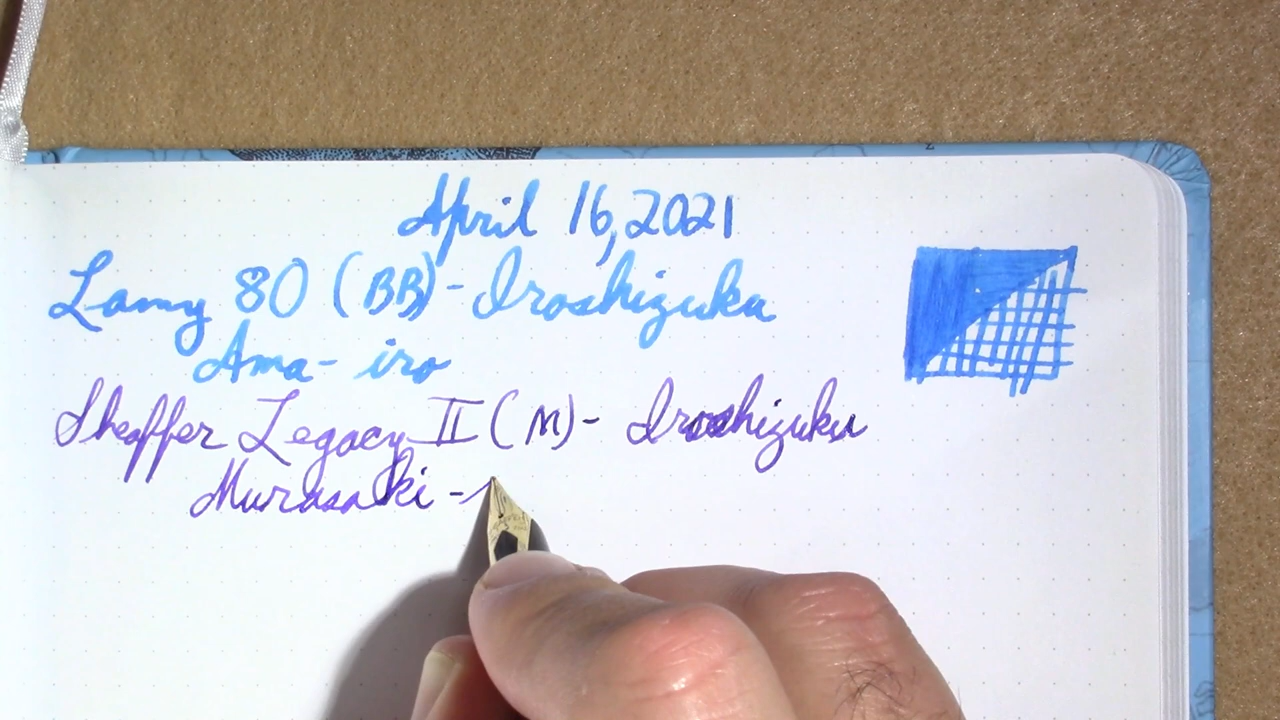 April 16, 2021
Lamy 80 (BB) - Iroshizuku
Ama-iro
Sheaffer Legacy II (M) - Iroshizuku
Murasaki-